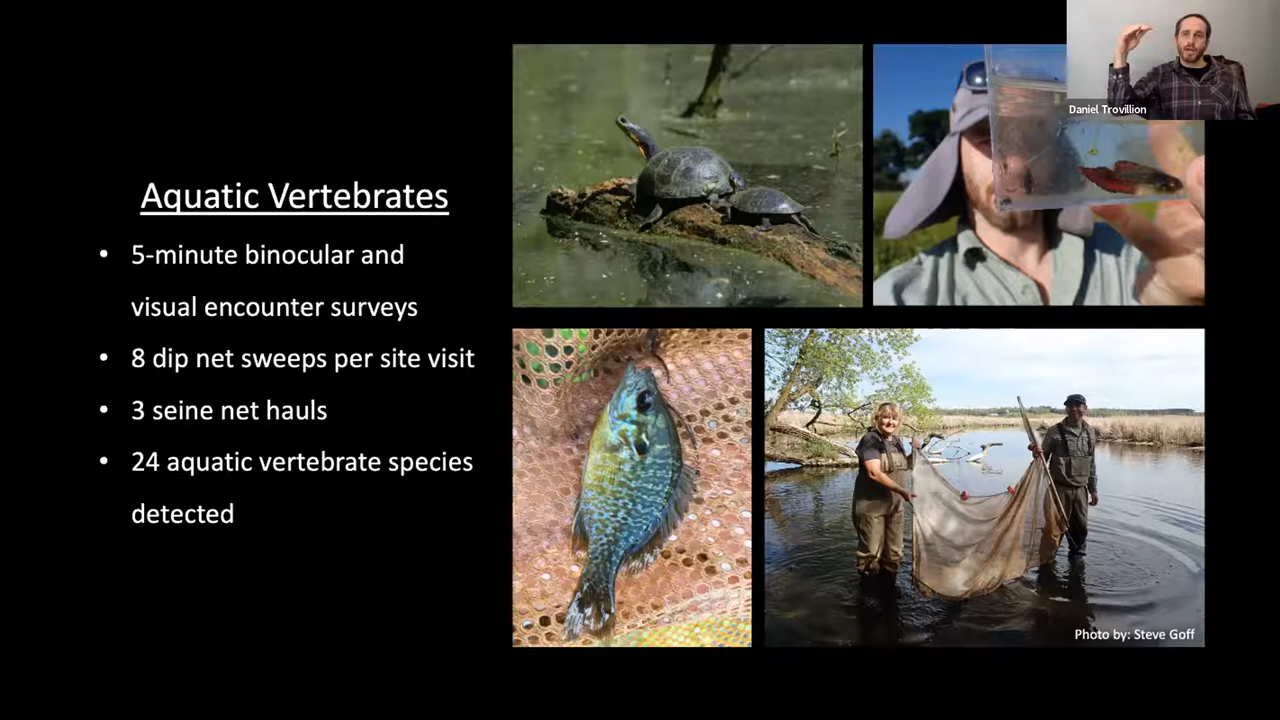 Daniel Trovillion
Aquatic Vertebrates
• 5-minute binocular and
visual encounter surveys
• 8 dip net sweeps per site visit
• 3 seine net hauls
• 24 aquatic vertebrate species
detected
Photo by: Steve Goff